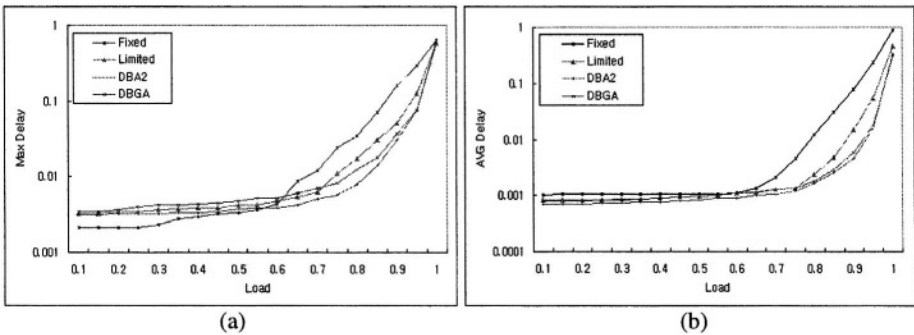 1
0.1
0.01
0.001
Max Delay
Fixed
Limited
DBA2
DBGA
0.1 0.2 0.3 0.4 0.5 0.6 0.7 0.8 0.9 1
Load
(a)
1
0.1
0.01
0.001
0.0001
AVG Delay
Fixed
Limited
DBA2
DBGA
0.1 0.2 0.3 0.4 0.5 0.6 0.7 0.8 0.9 1
Load
(b)